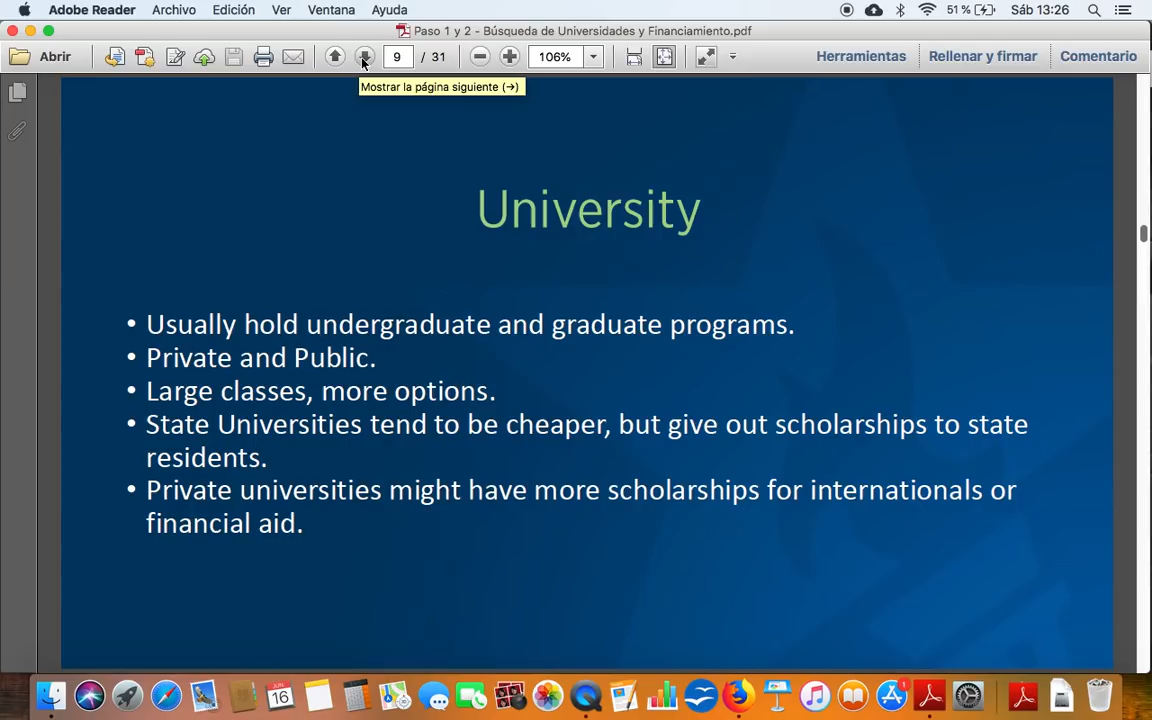 Adobe Reader Archivo Edición Ver Ventana Ayuda 51 % Sáb 13:26
Paso 1 y 2 - Búsqueda de Universidades y Financiamiento.pdf
Abrir 9 / 31 106% Herramientas Rellenar y firmar Comentario
Mostrar la página siguiente (→)
University
• Usually hold undergraduate and graduate programs.
• Private and Public.
• Large classes, more options.
• State Universities tend to be cheaper, but give out scholarships to state
residents.
• Private universities might have more scholarships for internationals or
financial aid.
JUN
16
1